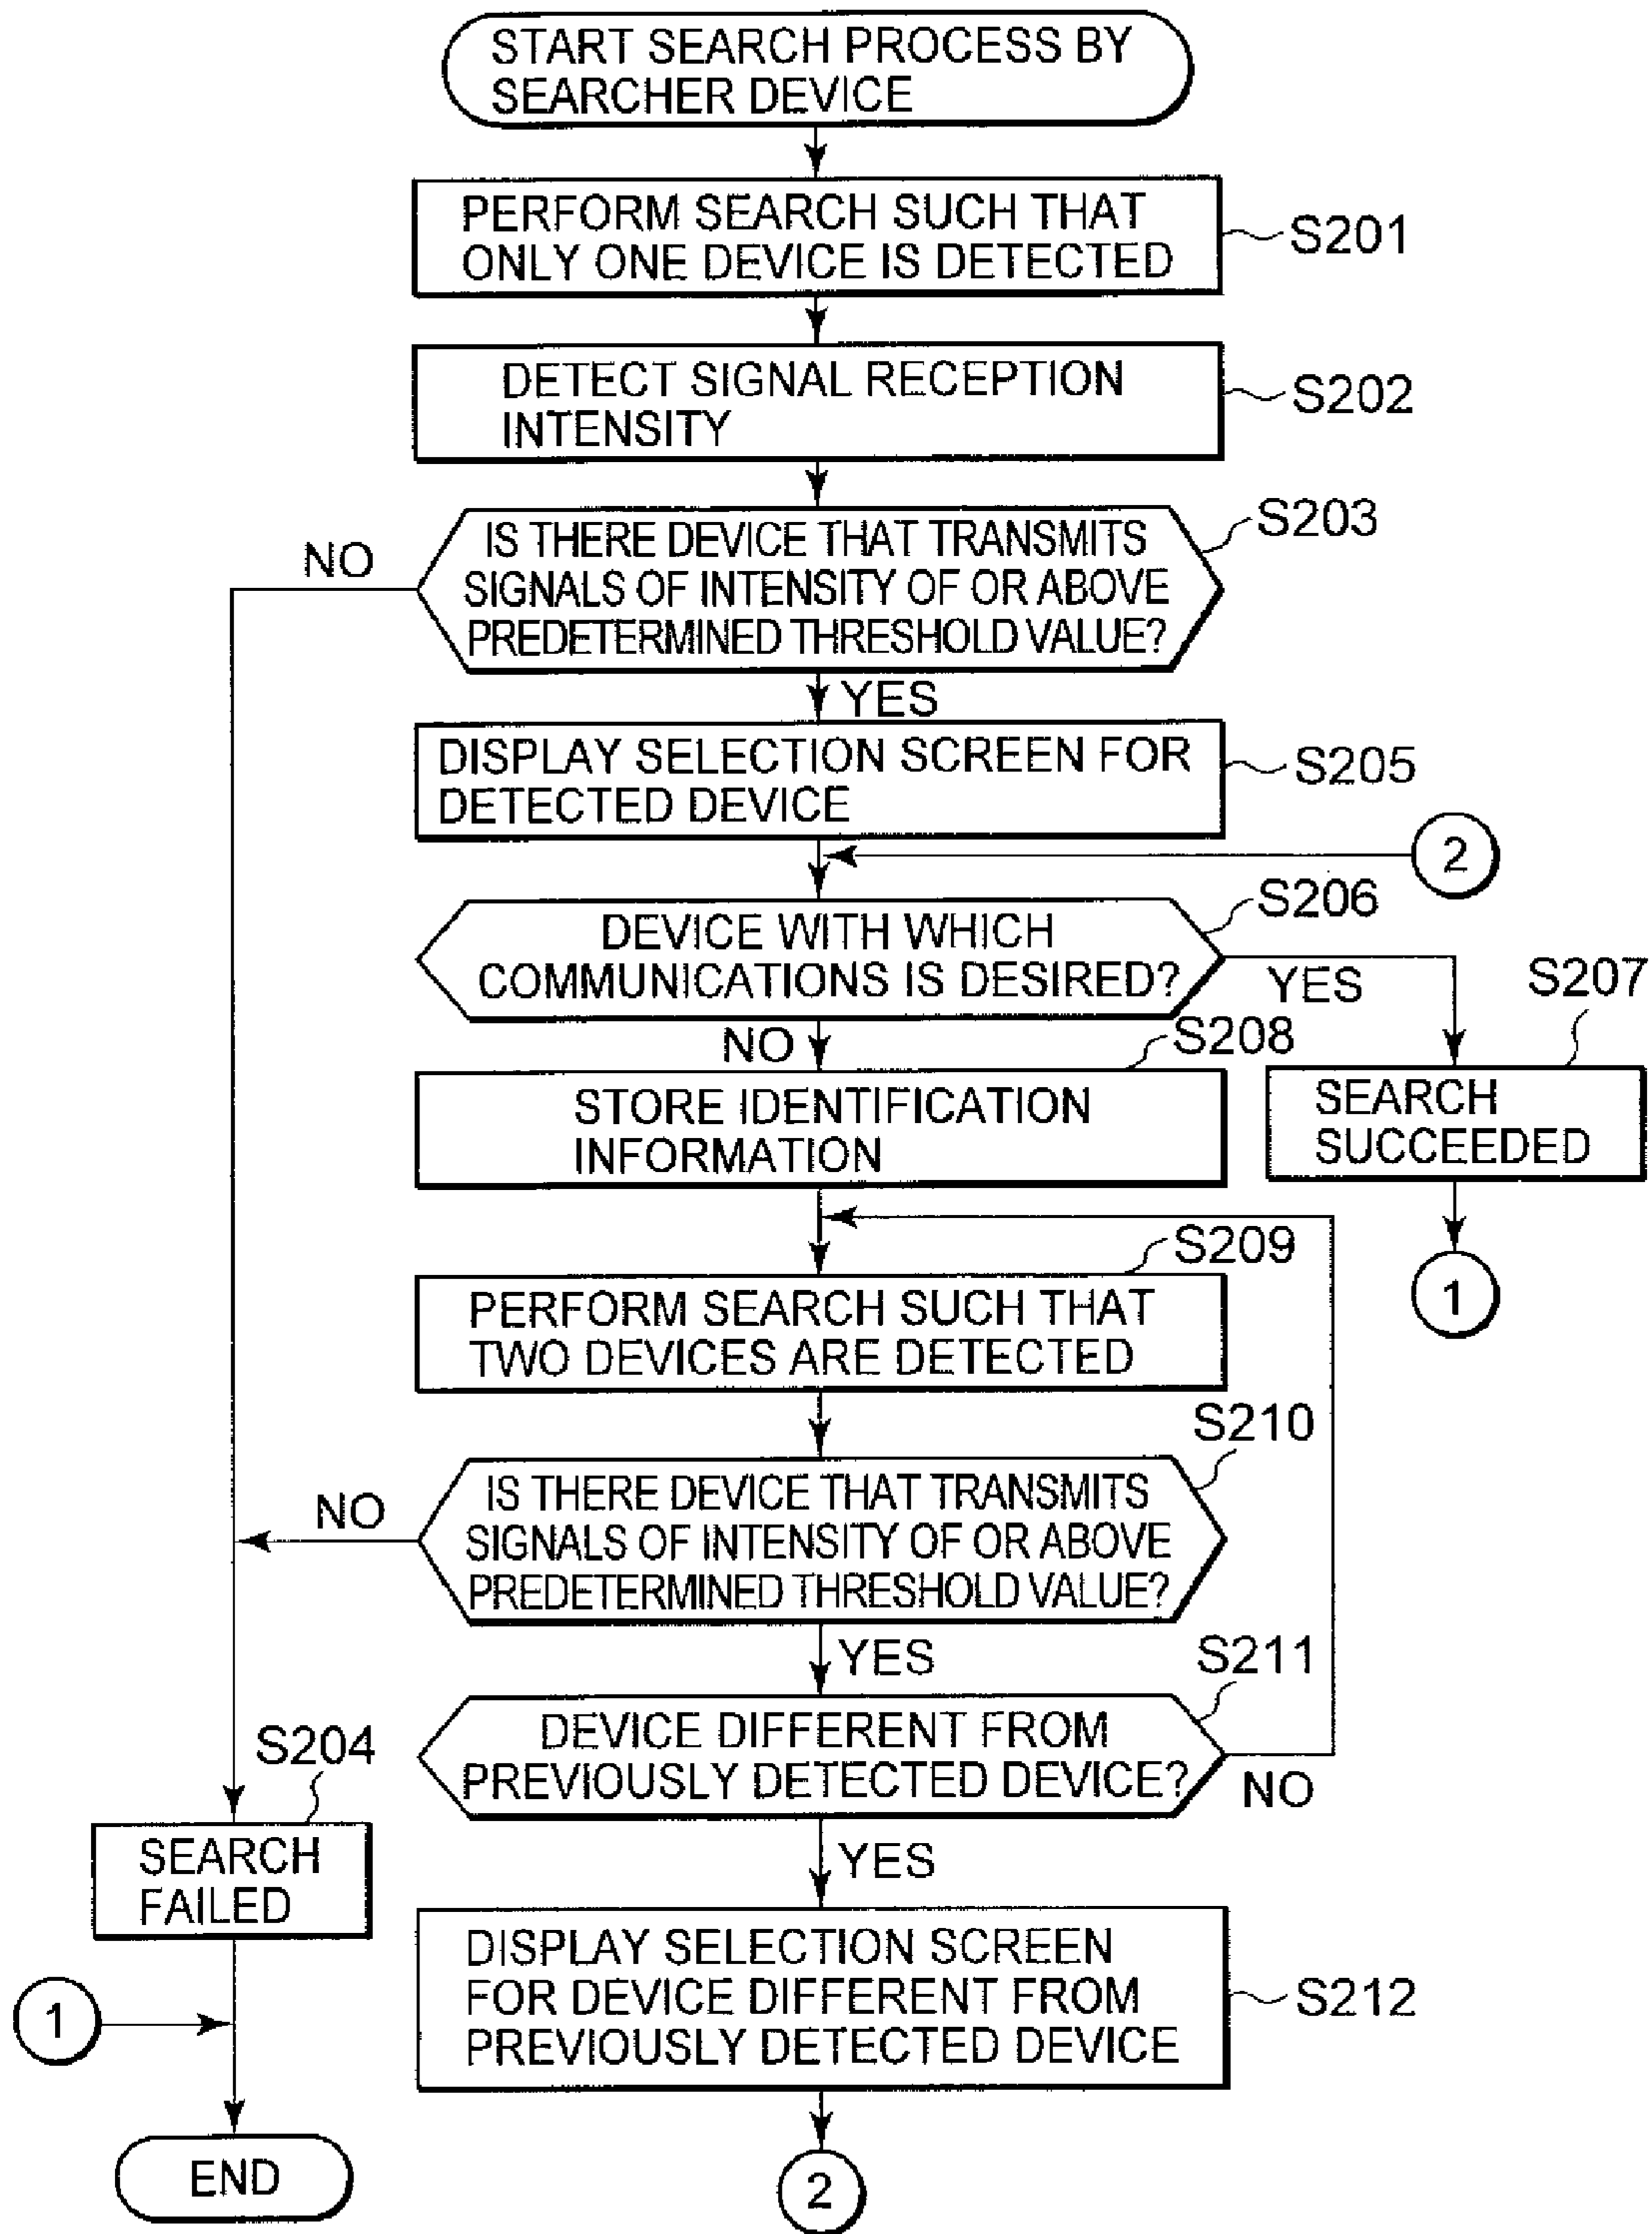 START SEARCH PROCESS BY
SEARCHER DEVICE
PERFORM SEARCH SUCH THAT
ONLY ONE DEVICE IS DETECTED
S201
DETECT SIGNAL RECEPTION
INTENSITY
S202
IS THERE DEVICE THAT TRANSMITS
SIGNALS OF INTENSITY OF OR ABOVE
PREDETERMINED THRESHOLD VALUE?
S203
NO
YES
DISPLAY SELECTION SCREEN FOR
DETECTED DEVICE
S205
2
DEVICE WITH WHICH
COMMUNICATIONS IS DESIRED?
S206
YES
S207
SEARCH
SUCCEEDED
1
NO
S208
STORE IDENTIFICATION
INFORMATION
S209
PERFORM SEARCH SUCH THAT
TWO DEVICES ARE DETECTED
S210
IS THERE DEVICE THAT TRANSMITS
SIGNALS OF INTENSITY OF OR ABOVE
PREDETERMINED THRESHOLD VALUE?
NO
YES
S211
DEVICE DIFFERENT FROM
PREVIOUSLY DETECTED DEVICE?
NO
YES
S204
SEARCH
FAILED
DISPLAY SELECTION SCREEN
FOR DEVICE DIFFERENT FROM
PREVIOUSLY DETECTED DEVICE
S212
1
END
2